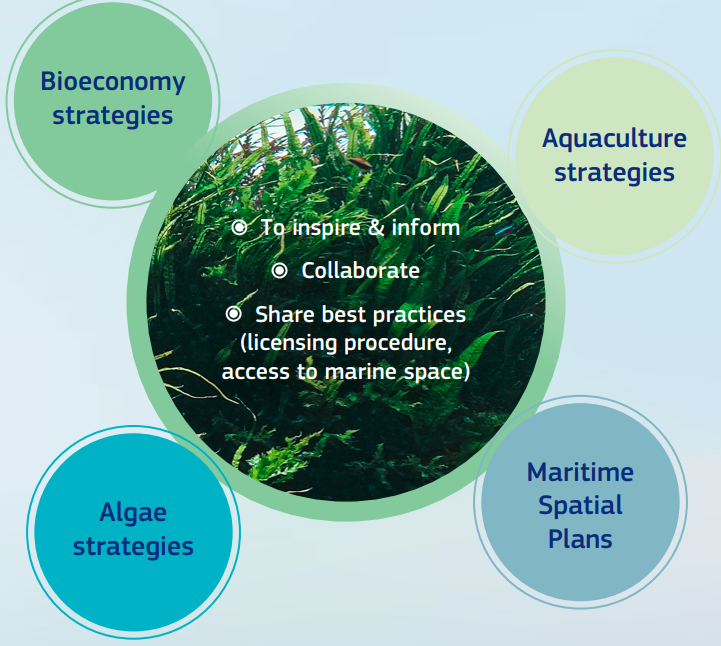 Bioeconomy
strategies
Aquaculture
strategies
To inspire & inform
Collaborate
Share best practices
(licensing procedure,
access to marine space)
Algae
strategies
Maritime
Spatial
Plans